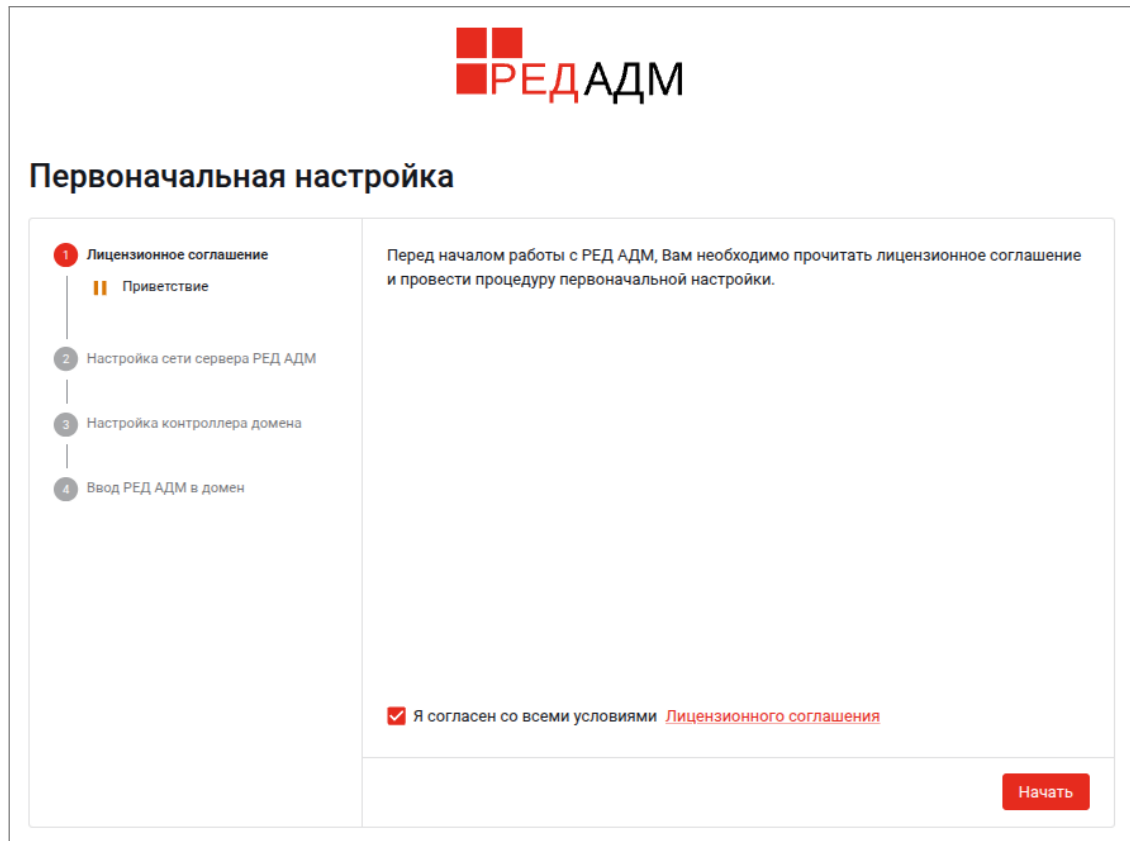 РЕД АДМ
Первоначальная настройка
1 Лицензионное соглашение
Приветствие
2 Настройка сети сервера РЕД АДМ
3 Настройка контроллера домена
4 Ввод РЕД АДМ в домен
Перед началом работы с РЕД АДМ, Вам необходимо прочитать лицензионное соглашение
и провести процедуру первоначальной настройки.
Я согласен со всеми условиями Лицензионного соглашения
Начать